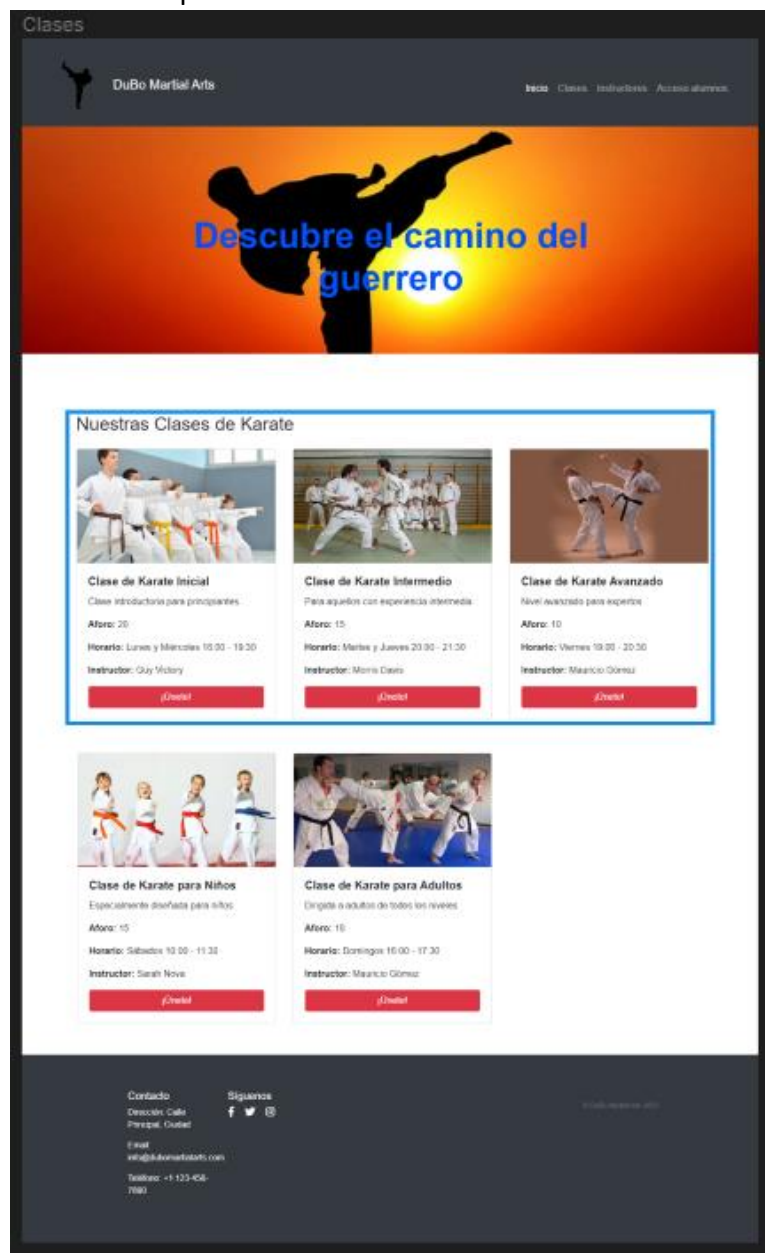 Clases
DuBo Martial Arts
Inicio Clases Instructores Acceso alumnos
Descubre el camino del
guerrero
Nuestras Clases de Karate
Clase de Karate Inicial
Clase introductoria para principiantes.
Aforo: 20
Horario: Lunes y Miércoles 18:00 - 19:30
Instructor: Guy Victory
¡Únete!
Clase de Karate Intermedio
Para aquellos con experiencia intermedia.
Aforo: 15
Horario: Martes y Jueves 20:00 - 21:30
Instructor: Morris Davis
¡Únete!
Clase de Karate Avanzado
Nivel avanzado para expertos
Aforo: 10
Horario: Viernes 19:00 - 20:30
Instructor: Mauricio Gómez
¡Únete!
Clase de Karate para Niños
Especialmente diseñada para niños
Aforo: 15
Horario: Sábados 10:00 - 11:30
Instructor: Sarah Nova
¡Únete!
Clase de Karate para Adultos
Dirigida a adultos de todos los niveles
Aforo: 18
Horario: Domingos 16:00 - 17:30
Instructor: Mauricio Gómez
¡Únete!
Contacto
Dirección: Calle
Principal, Ciudad
Email:
info@dubomartialarts.com
Teléfono: +1 123-456-
7890
Síguenos